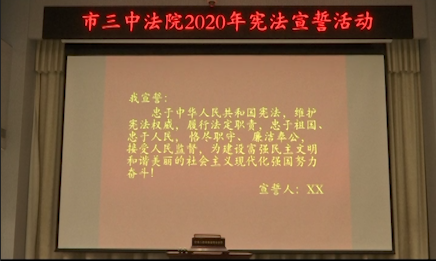 市三中法院2020年宪法宣誓活动
我宣誓：
忠于中华人民共和国宪法，维护
宪法权威，履行法定职责，忠于祖国、
忠于人民，恪尽职守、廉洁奉公，
接受人民监督，为建设富强民主文明
和谐美丽的社会主义现代化强国努力
奋斗！
宣誓人：XX